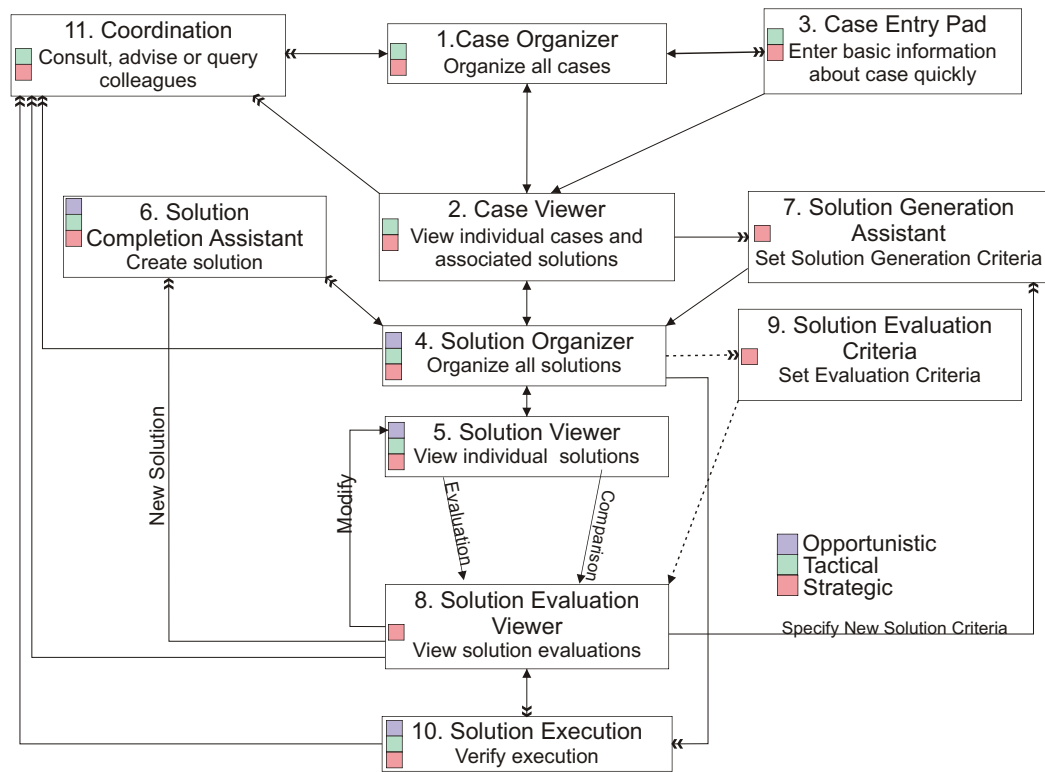 11. Coordination
Consult, advise or query
colleagues
1.Case Organizer
Organize all cases
3. Case Entry Pad
Enter basic information
about case quickly
6. Solution
Completion Assistant
Create solution
2. Case Viewer
View individual cases and
associated solutions
7. Solution Generation
Assistant
Set Solution Generation Criteria
4. Solution Organizer
Organize all solutions
9. Solution Evaluation
Criteria
Set Evaluation Criteria
5. Solution Viewer
View individual solutions
New Solution
Modify
Evaluation
Comparison
Opportunistic
Tactical
Strategic
8. Solution Evaluation
Viewer
View solution evaluations
Specify New Solution Criteria
10. Solution Execution
Verify execution